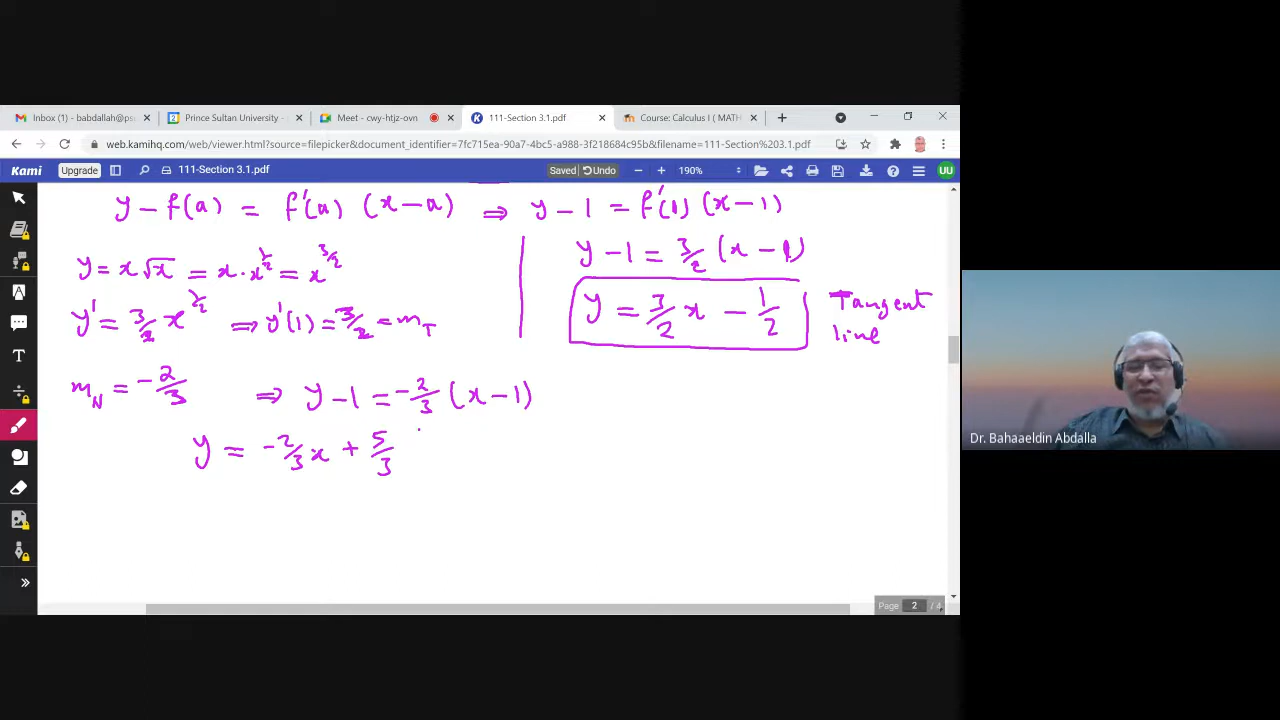 Inbox (1) - babdallah@ps
Prince Sultan University -
Meet - cwy-htjz-ovn
111-Section 3.1.pdf
Course: Calculus I ( MATH
web.kamihq.com/web/viewer.html?source=filepicker&document_identifier=7fc715ea-90a7-4bc5-a988-3f218684c95b&filename=111-Section%203.1.pdf
Kami Upgrade 111-Section 3.1.pdf Saved Undo 190% UU
y - f(a) = f'(a) (x-a) ⇒ y-1 = f'(1) (x-1)
y = x √x = x · x^1/2 = x^3/2
y' = 3/2 x^1/2 ⇒ y'(1) = 3/2 = m_T
y-1 = 3/2 (x-1)
y = 3/2 x - 1/2 Tangent
line
m_N = -2/3 ⇒ y-1 = -2/3 (x-1)
y = -2/3 x + 5/3
Page 2 / 4
Dr. Bahaaeldin Abdalla